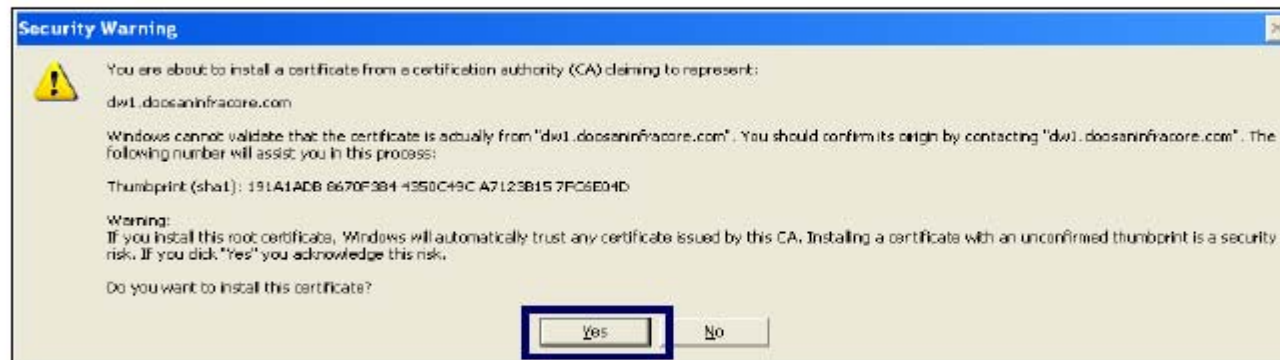 Security Warning
You are about to install a certificate from a certification authority (CA) claiming to represent:
dw1.doosaninfracore.com
Windows cannot validate that the certificate is actually from "dw1.doosaninfracore.com". You should confirm its origin by contacting "dw1.doosaninfracore.com". The
following number will assist you in this process:
Thumbprint (sha1): 191A1ADB 8670F3B4 4350C49C A7123B15 7FC6E04D
Warning:
If you install this root certificate, Windows will automatically trust any certificate issued by this CA. Installing a certificate with an unconfirmed thumbprint is a security
risk. If you click "Yes" you acknowledge this risk.
Do you want to install this certificate?
Yes
No